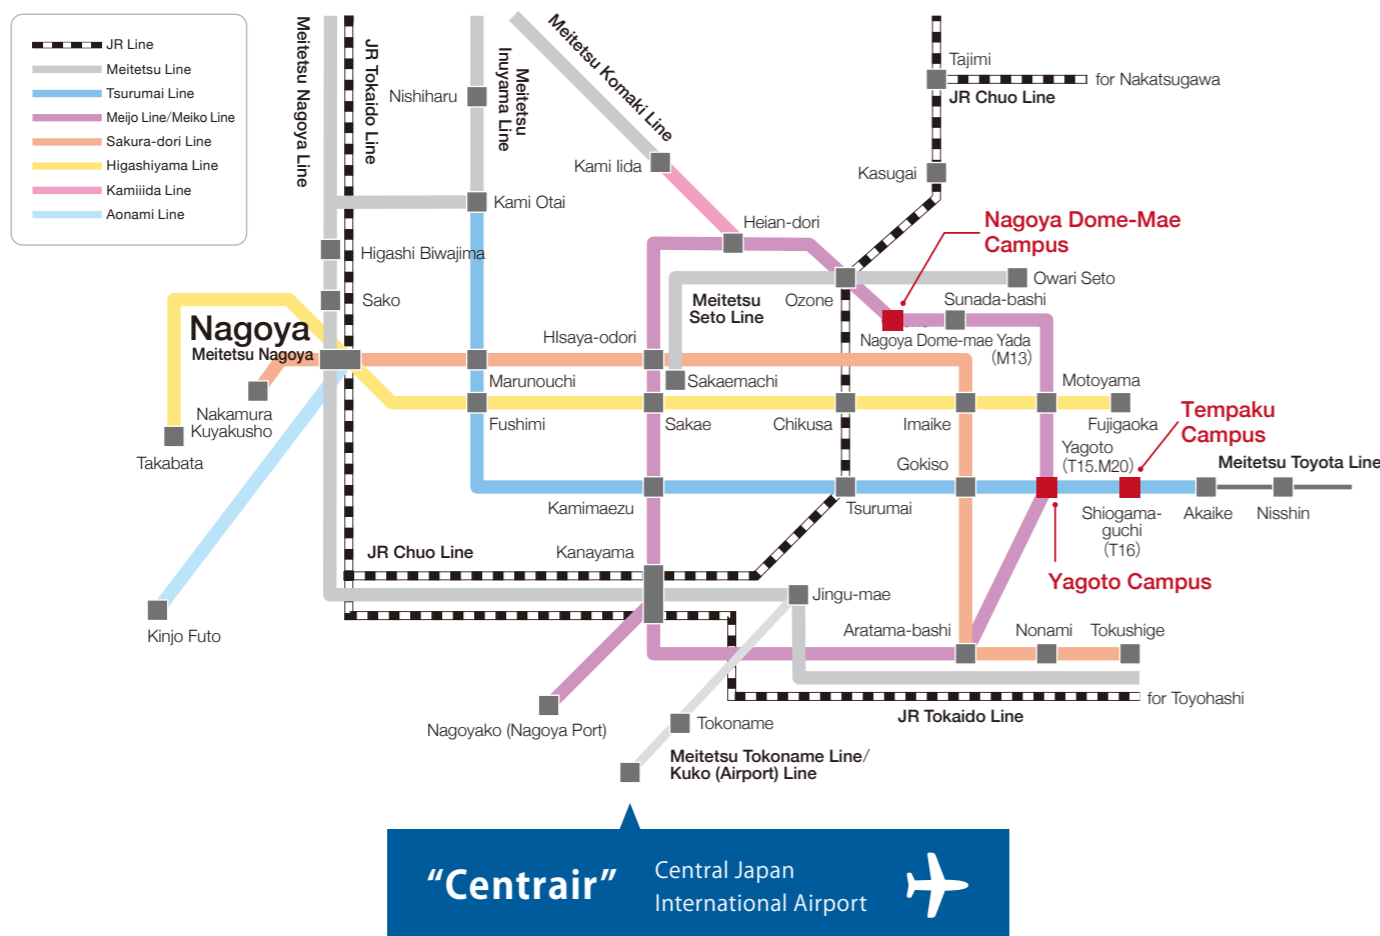 JR Line
Meitetsu Line
Tsurumai Line
Meijo Line/Meiko Line
Sakura-dori Line
Higashiyama Line
Kamiiida Line
Aonami Line
Meitetsu Nagoya Line
JR Tokaido Line
Meitetsu
Inuyama Line
Meitetsu Komaki Line
Nishiharu
Kami Iida
Tajimi
for Nakatsugawa
JR Chuo Line
Kasugai
Kami Otai
Heian-dori
Nagoya Dome-Mae
Campus
Higashi Biwajima
Sako
Meitetsu
Seto Line
Ozone
Owari Seto
Sunada-bashi
Nagoya
Meitetsu Nagoya
HIsaya-odori
Nagoya Dome-mae Yada
(M13)
Marunouchi
Sakaemachi
Motoyama
Nakamura
Kuyakusho
Fushimi
Sakae
Chikusa
Imaike
Fujigaoka
Tempaku
Campus
Takabata
Gokiso
Yagoto
(T15.M20)
Meitetsu Toyota Line
Kamimaezu
Tsurumai
Shiogama-
guchi
(T16)
Akaike
Nisshin
JR Chuo Line
Kanayama
Yagoto Campus
Jingu-mae
Kinjo Futo
Aratama-bashi
Nonami
Tokushige
for Toyohashi
JR Tokaido Line
Nagoyako (Nagoya Port)
Tokoname
Meitetsu Tokoname Line/
Kuko (Airport) Line
“Centrair”
Central Japan
International Airport